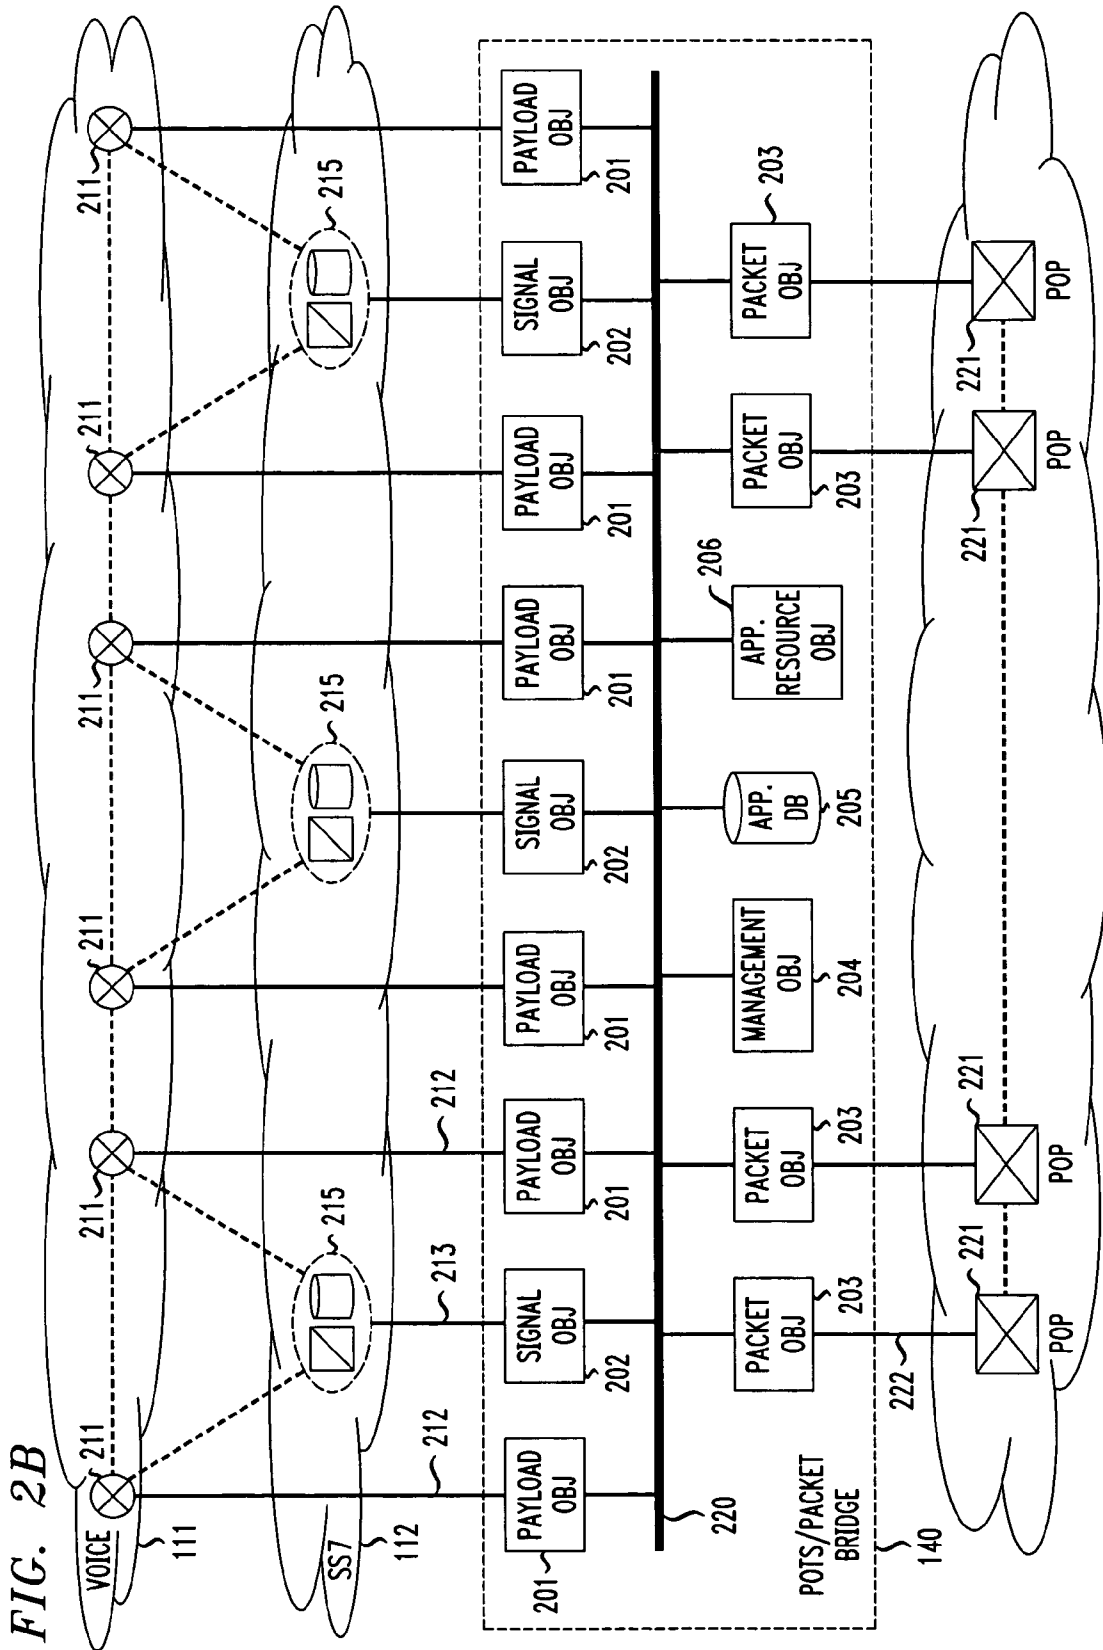 FIG. 2B
VOICE
111
211
211
211
211
211
211
SS7
112
215
215
215
212
213
212
PAYLOAD
OBJ
201
SIGNAL
OBJ
202
PAYLOAD
OBJ
201
PAYLOAD
OBJ
201
SIGNAL
OBJ
202
PAYLOAD
OBJ
201
PAYLOAD
OBJ
201
SIGNAL
OBJ
202
PAYLOAD
OBJ
201
220
PACKET
OBJ
203
PACKET
OBJ
203
MANAGEMENT
OBJ
204
APP.
DB
205
APP.
RESOURCE
OBJ
206
PACKET
OBJ
203
PACKET
OBJ
203
POTS/PACKET
BRIDGE
140
222
221
POP
221
POP
221
POP
221
POP